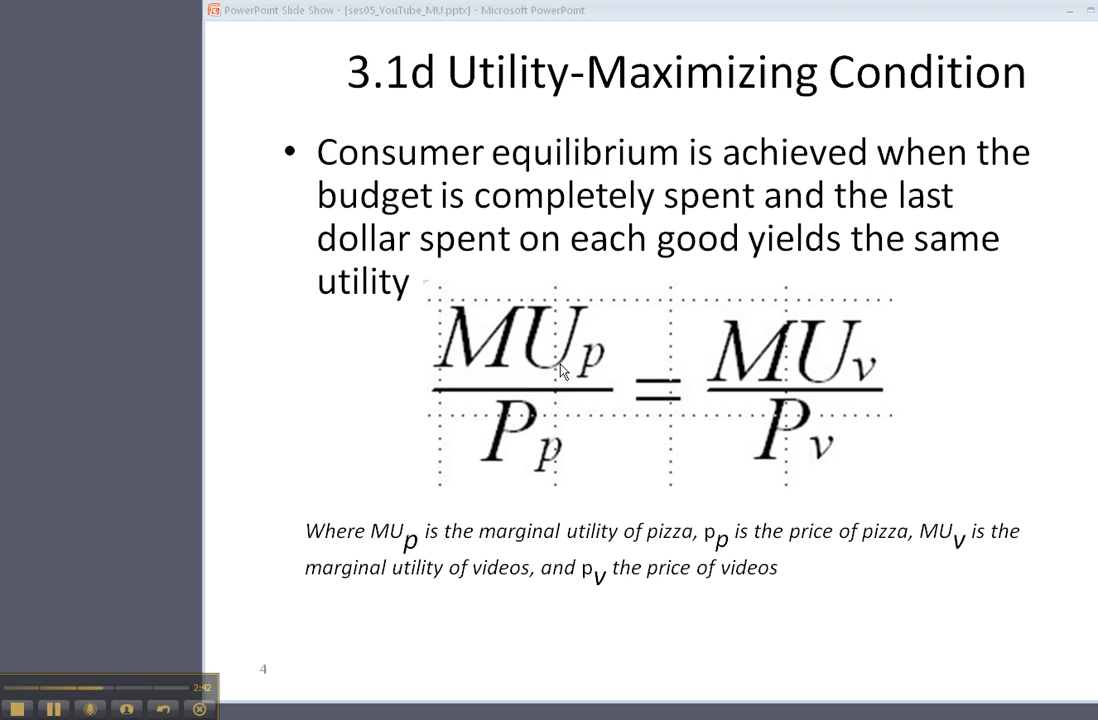 PowerPoint Slide Show - [ses05_YouTube_MU.pptx] - Microsoft PowerPoint
3.1d Utility-Maximizing Condition
• Consumer equilibrium is achieved when the
budget is completely spent and the last
dollar spent on each good yields the same
utility
MUp / Pp = MUv / Pv
Where MUp is the marginal utility of pizza, pp is the price of pizza, MUv is the
marginal utility of videos, and pv the price of videos
4
2:42